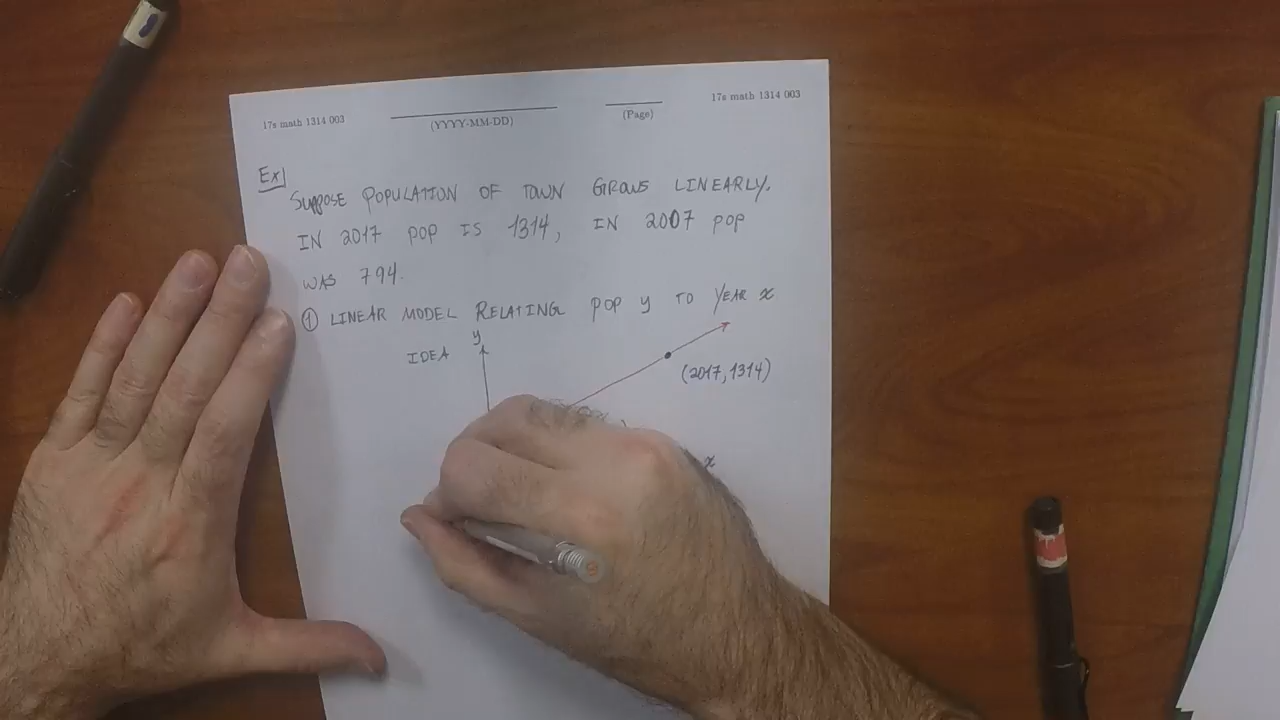 17s math 1314 003
(YYYY-MM-DD)
(Page)
17s math 1314 003
Ex
SUPPOSE POPULATION OF TOWN GROWS LINEARLY.
IN 2017 POP IS 1314, IN 2007 POP
WAS 794.
① LINEAR MODEL RELATING POP y TO YEAR x
IDEA y
(2017, 1314)
x